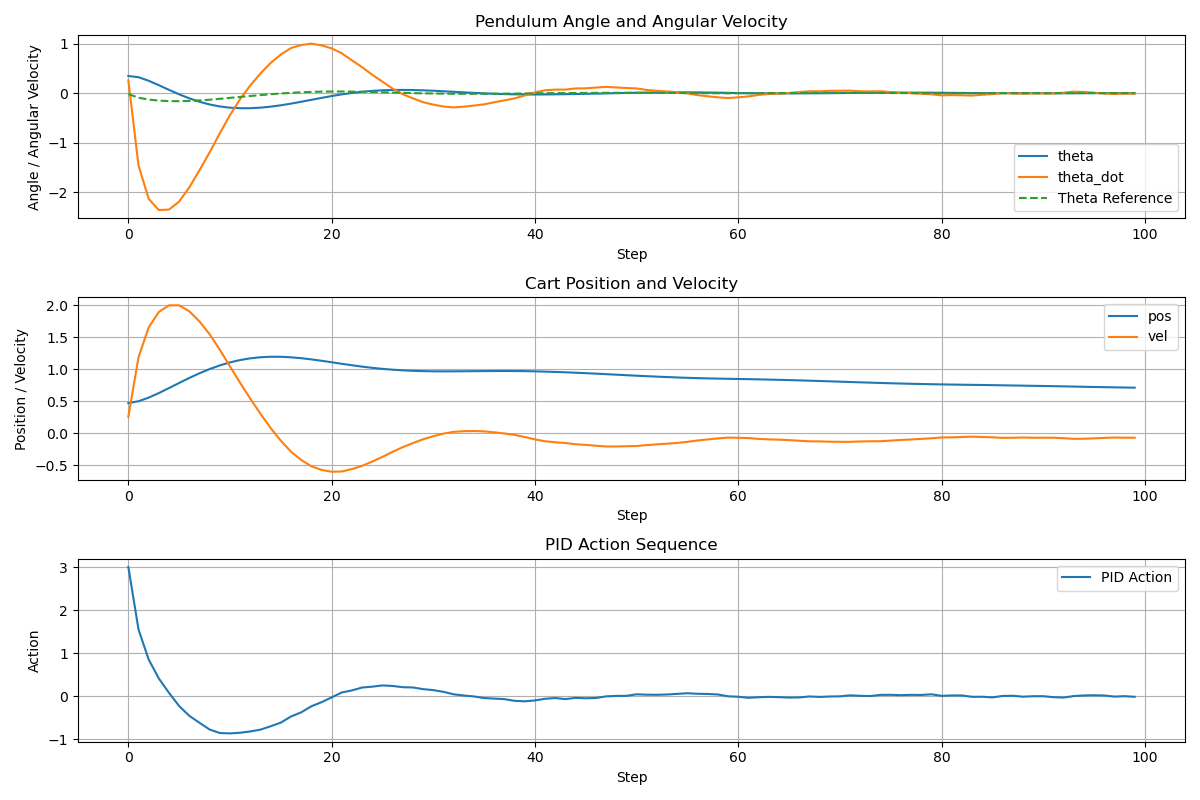 Pendulum Angle and Angular Velocity
Angle / Angular Velocity
1
0
−1
−2
theta
theta_dot
Theta Reference
0 20 40 60 80 100
Step
Cart Position and Velocity
Position / Velocity
2.0
1.5
1.0
0.5
0.0
−0.5
pos
vel
0 20 40 60 80 100
Step
PID Action Sequence
Action
3
2
1
0
−1
PID Action
0 20 40 60 80 100
Step